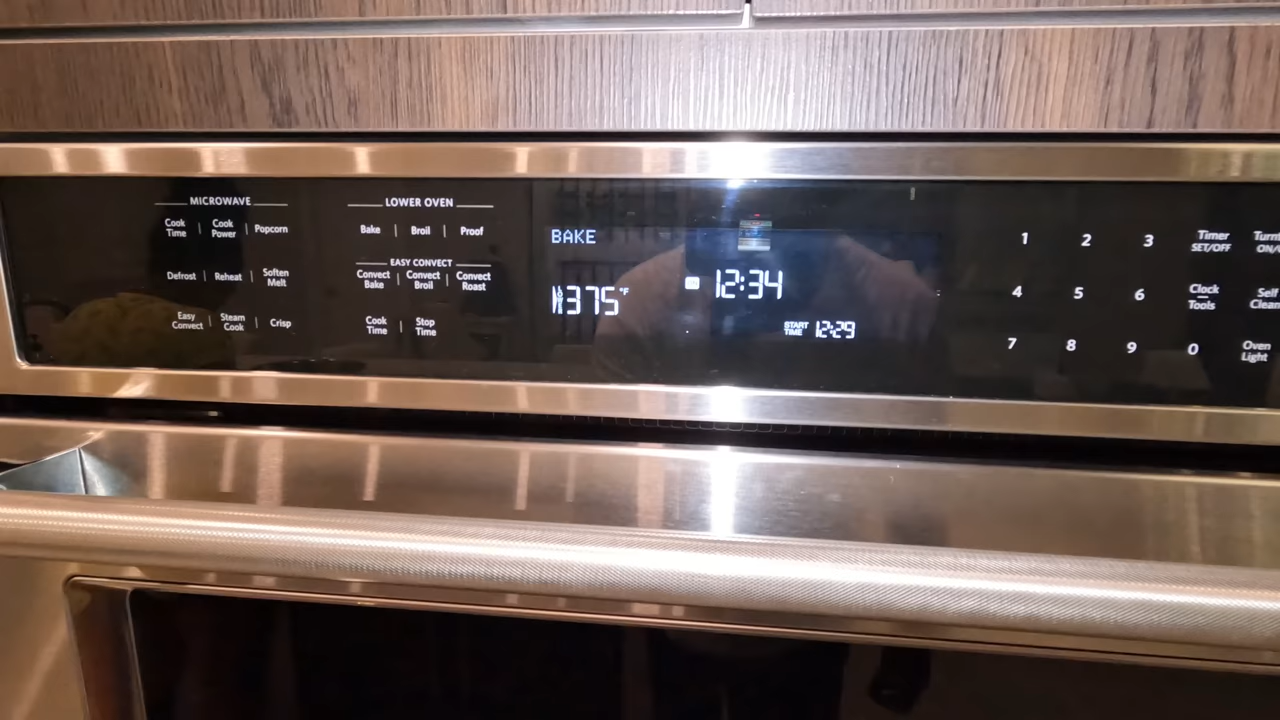 MICROWAVE
Cook Time | Cook Power | Popcorn
Defrost | Reheat | Soften Melt
Easy Convect | Steam Cook | Crisp
LOWER OVEN
Bake | Broil | Proof
EASY CONVECT
Convect Bake | Convect Broil | Convect Roast
Cook Time | Stop Time
BAKE
375°F
12:34
START TIME 12:29
1 2 3
4 5 6
7 8 9 0
Timer SET/OFF
Clock Tools
Self
Oven Light